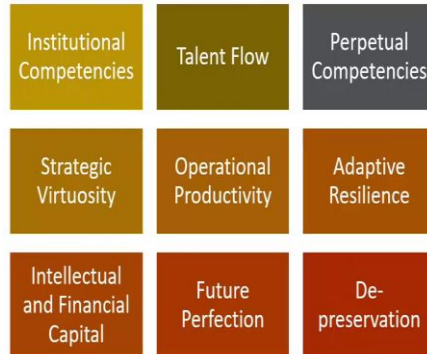 Institutional
Competencies
Talent Flow
Perpetual
Competencies
Strategic
Virtuosity
Operational
Productivity
Adaptive
Resilience
Intellectual
and Financial
Capital
Future
Perfection
De-
preservation